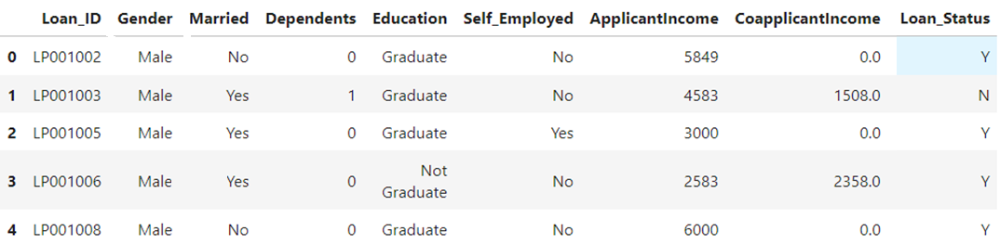 Loan_ID Gender Married Dependents Education Self_Employed ApplicantIncome CoapplicantIncome Loan_Status
0 LP001002 Male No 0 Graduate No 5849 0.0 Y
1 LP001003 Male Yes 1 Graduate No 4583 1508.0 N
2 LP001005 Male Yes 0 Graduate Yes 3000 0.0 Y
3 LP001006 Male Yes 0 Not Graduate No 2583 2358.0 Y
4 LP001008 Male No 0 Graduate No 6000 0.0 Y